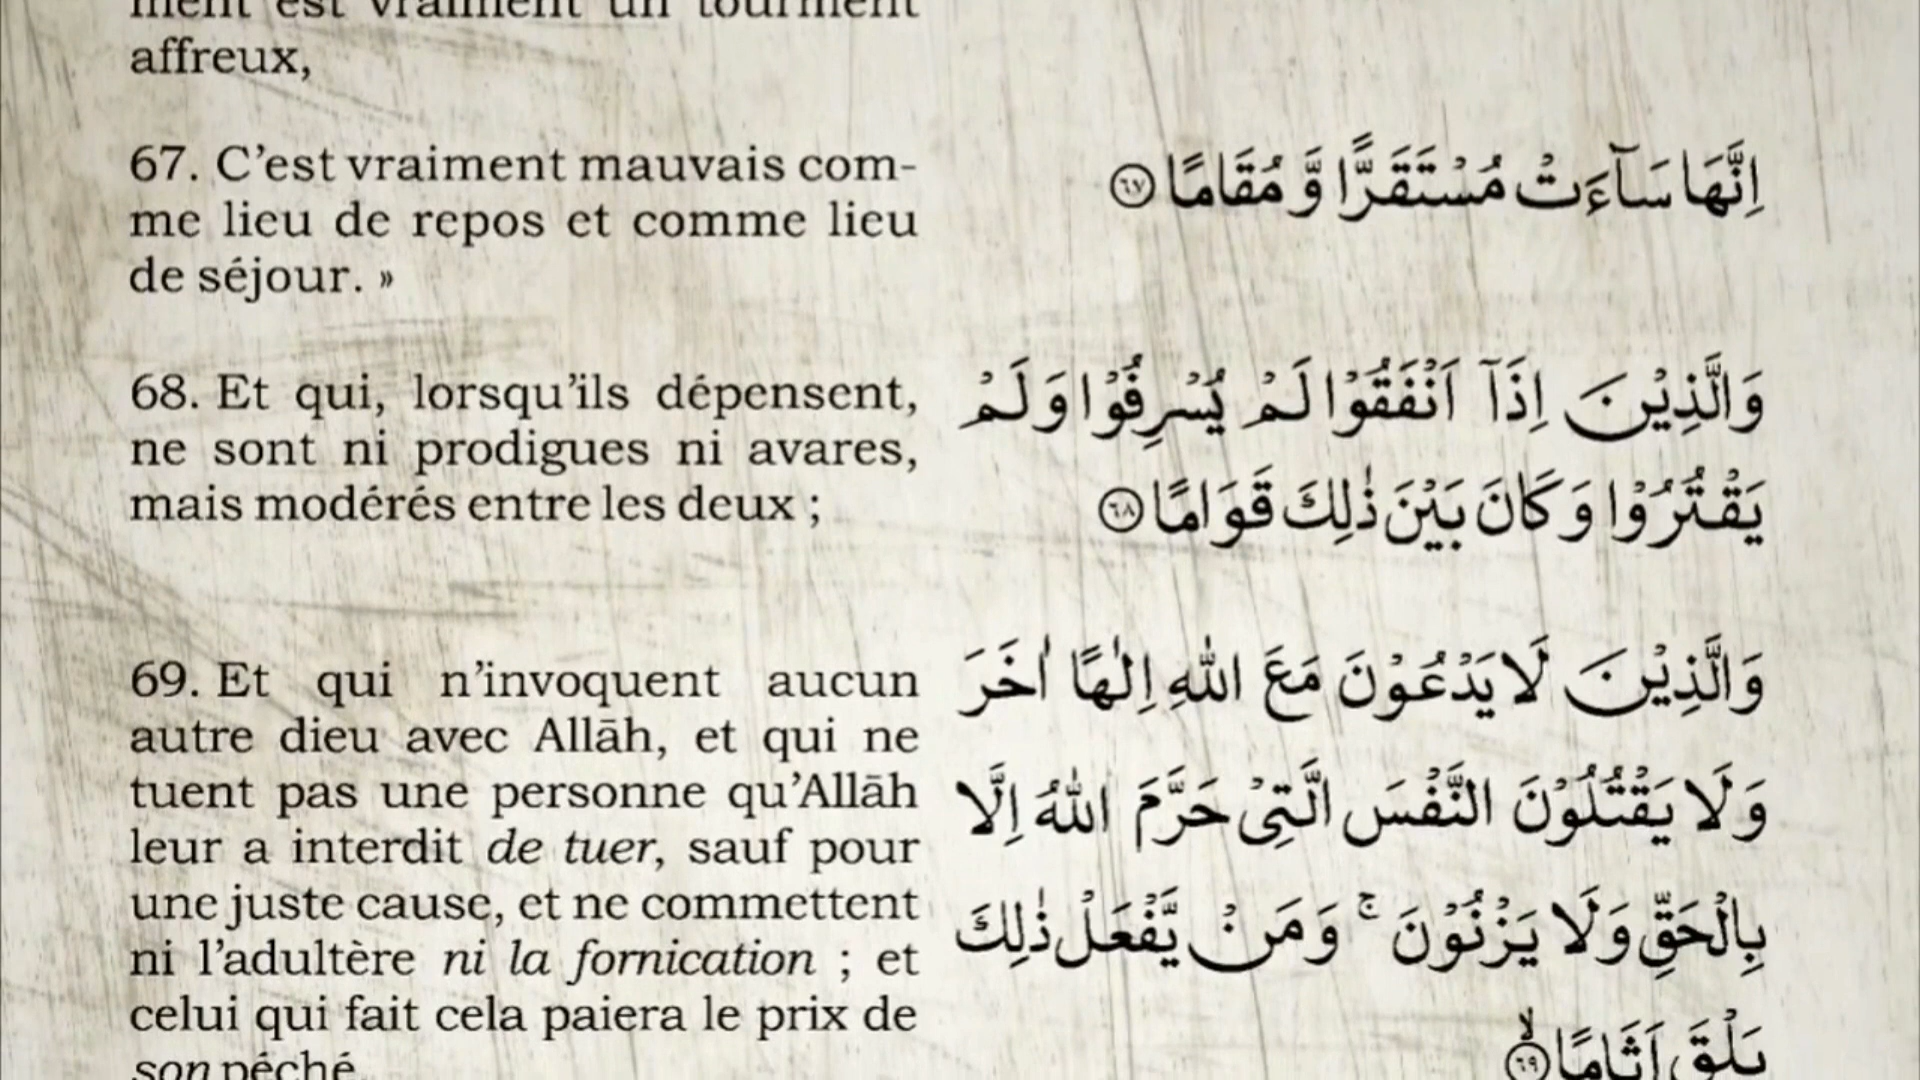 ment est vraiment un tourment
affreux,
67. C’est vraiment mauvais com-
me lieu de repos et comme lieu
de séjour. »
اِنَّهَا سَآءَتْ مُسْتَقَرًّا وَّ مُقَامًا ﴿۶۷﴾
68. Et qui, lorsqu’ils dépensent,
ne sont ni prodigues ni avares,
mais modérés entre les deux ;
وَالَّذِيْنَ اِذَآ اَنْفَقُوْا لَمْ يُسْرِفُوْا وَلَمْ
يَقْتُرُوْا وَكَانَ بَيْنَ ذٰلِكَ قَوَامًا ﴿۶۸﴾
69. Et qui n’invoquent aucun
autre dieu avec Allāh, et qui ne
tuent pas une personne qu’Allāh
leur a interdit de tuer, sauf pour
une juste cause, et ne commettent
ni l’adultère ni la fornication ; et
celui qui fait cela paiera le prix de
son péché.
وَالَّذِيْنَ لَا يَدْعُوْنَ مَعَ اللّٰهِ اِلٰهًا اٰخَرَ
وَلَا يَقْتُلُوْنَ النَّفْسَ الَّتِىْ حَرَّمَ اللّٰهُ اِلَّا
بِالْحَقِّ وَلَا يَزْنُوْنَ ۚ وَمَنْ يَّفْعَلْ ذٰلِكَ
يَلْقَ اَثَامًا ﴿۶۹﴾